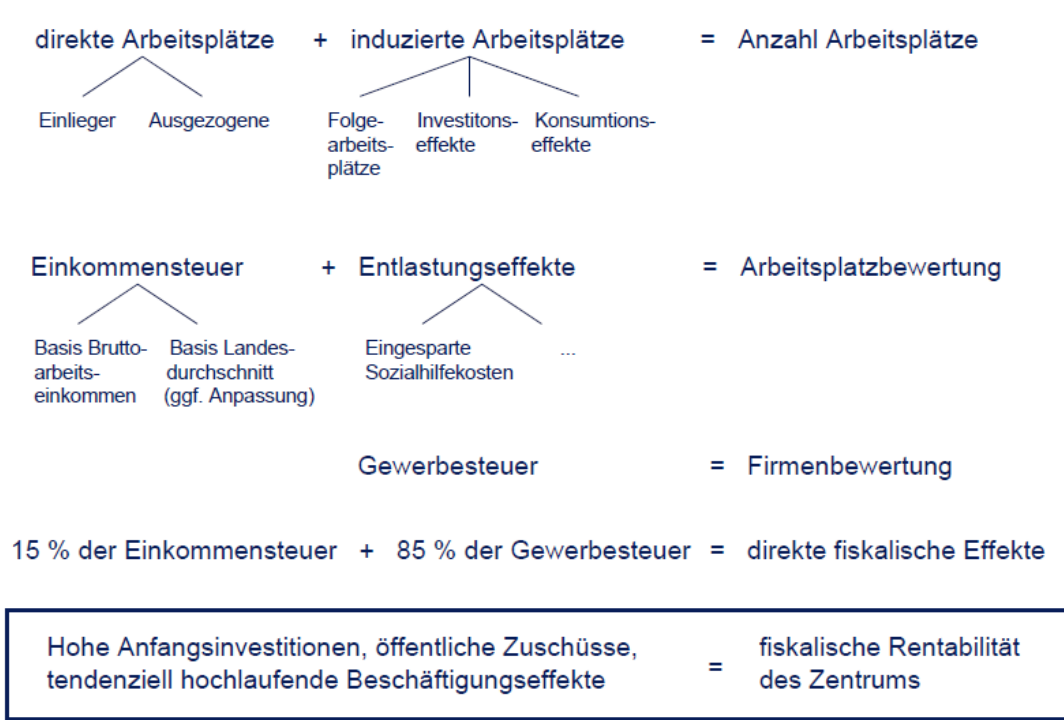 direkte Arbeitsplätze + induzierte Arbeitsplätze = Anzahl Arbeitsplätze
Einlieger Ausgezogene Folge- Investitons- Konsumtions-
arbeits- effekte effekte
plätze
Einkommensteuer + Entlastungseffekte = Arbeitsplatzbewertung
Basis Brutto- Basis Landes- Eingesparte ...
arbeits- durchschnitt Sozialhilfekosten
einkommen (ggf. Anpassung)
Gewerbesteuer = Firmenbewertung
15 % der Einkommensteuer + 85 % der Gewerbesteuer = direkte fiskalische Effekte
Hohe Anfangsinvestitionen, öffentliche Zuschüsse, = fiskalische Rentabilität
tendenziell hochlaufende Beschäftigungseffekte des Zentrums